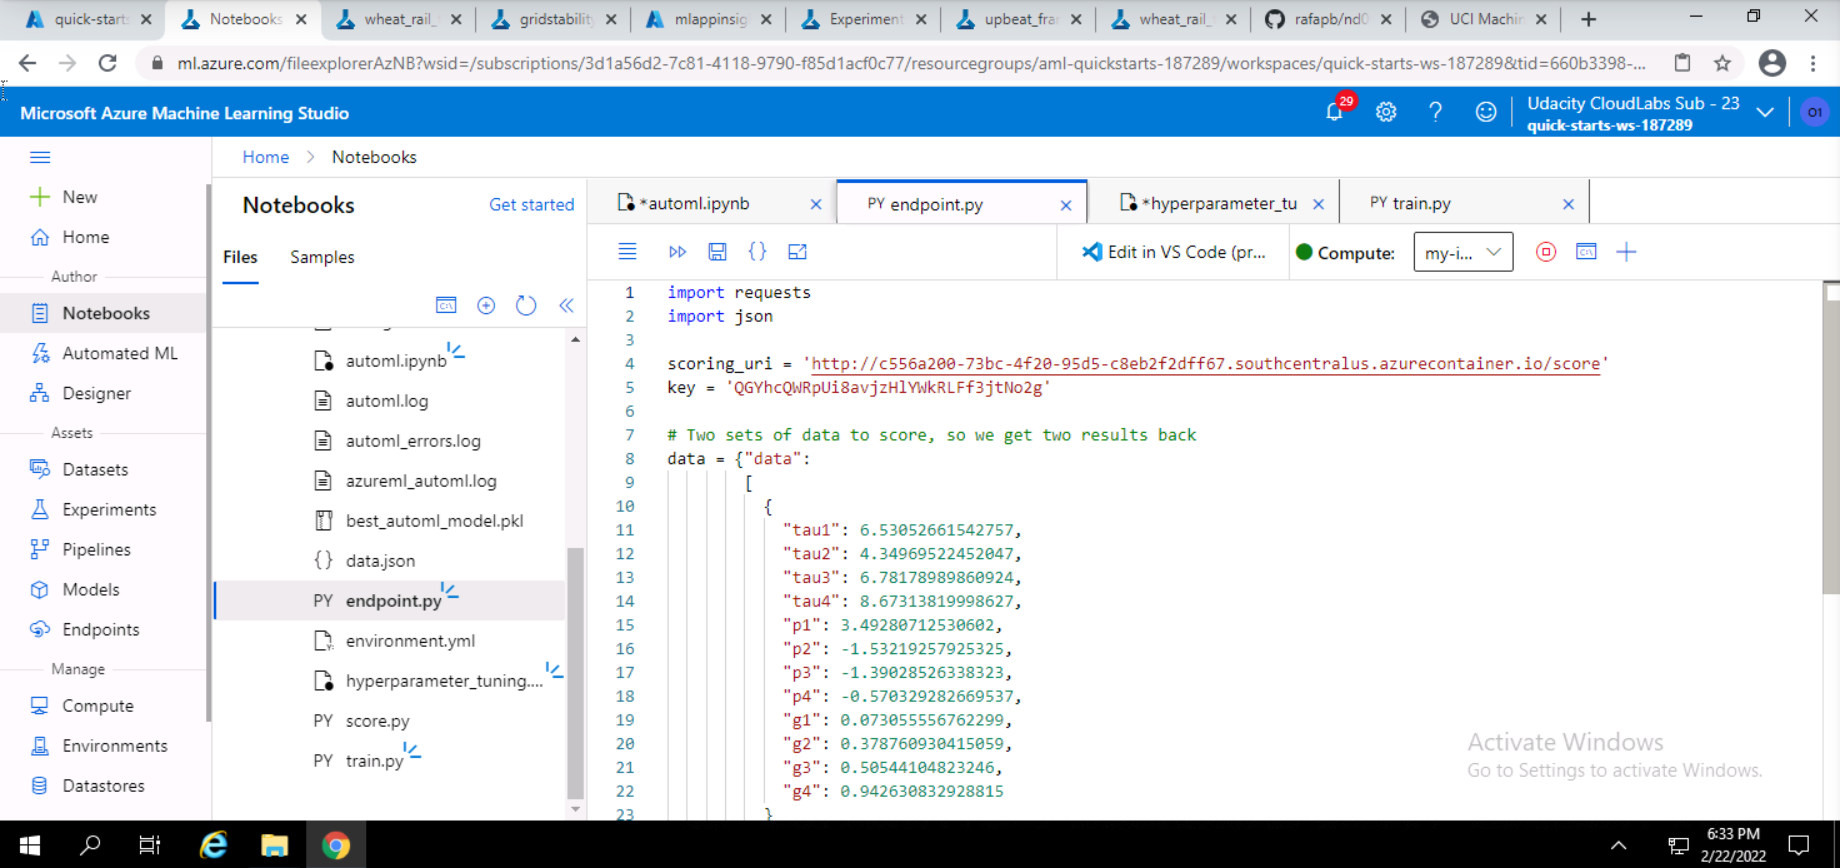 quick-starts
Notebooks
wheat_rail_
gridstability
mlappinsig
Experiment
upbeat_fra
wheat_rail_
rafapb/nd0
UCI Machin
ml.azure.com/fileexplorerAzNB?wsid=/subscriptions/3d1a56d2-7c81-4118-9790-f85d1acf0c77/resourcegroups/aml-quickstarts-187289/workspaces/quick-starts-ws-187289&tid=660b3398-...
Microsoft Azure Machine Learning Studio
29
Udacity CloudLabs Sub - 23
quick-starts-ws-187289
O1
Home > Notebooks
New
Home
Author
Notebooks
Automated ML
Designer
Assets
Datasets
Experiments
Pipelines
Models
Endpoints
Manage
Compute
Environments
Datastores
Notebooks
Get started
Files
Samples
automl.ipynb
automl.log
automl_errors.log
azureml_automl.log
best_automl_model.pkl
{} data.json
PY endpoint.py
environment.yml
hyperparameter_tuning....
PY score.py
PY train.py
*automl.ipynb
PY endpoint.py
*hyperparameter_tu
PY train.py
Edit in VS Code (pr...
Compute:
my-i...
1 import requests
2 import json
3
4 scoring_uri = 'http://c556a200-73bc-4f20-95d5-c8eb2f2dff67.southcentralus.azurecontainer.io/score'
5 key = 'QGYhcQWRpUi8avjzHlYWkRLFf3jtNo2g'
6
7 # Two sets of data to score, so we get two results back
8 data = {"data":
9 [
10 {
11 "tau1": 6.53052661542757,
12 "tau2": 4.34969522452047,
13 "tau3": 6.78178989860924,
14 "tau4": 8.67313819998627,
15 "p1": 3.49280712530602,
16 "p2": -1.53219257925325,
17 "p3": -1.39028526338323,
18 "p4": -0.570329282669537,
19 "g1": 0.073055556762299,
20 "g2": 0.378760930415059,
21 "g3": 0.50544104823246,
22 "g4": 0.942630832928815
23 }
Activate Windows
Go to Settings to activate Windows.
6:33 PM
2/22/2022